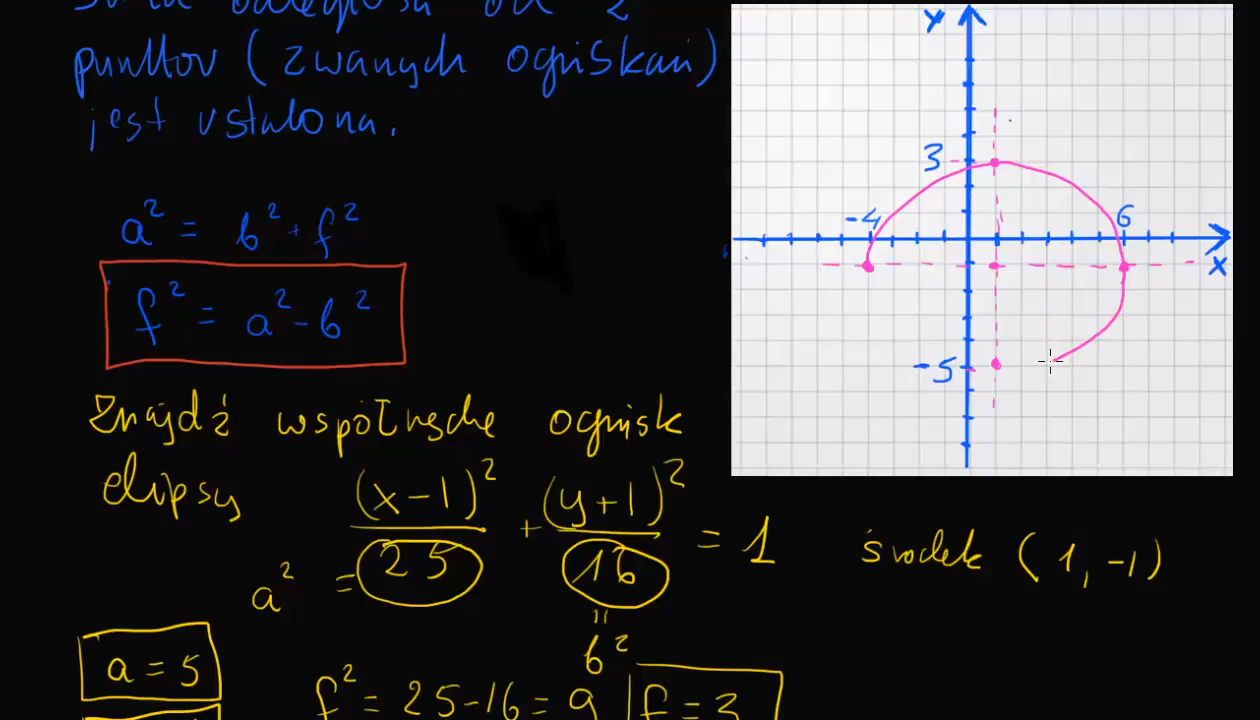 punktów (zwanych ogniskami)
jest ustalona.
a² = b² + f²
f² = a² - b²
Znajdź współrzędne ognisk
elipsy (x-1)²/25 + (y+1)²/16 = 1 środek (1, -1)
a² =
=
b²
a = 5
f² = 25-16 = 9 f = 3
y
3
-4
6
x
-5